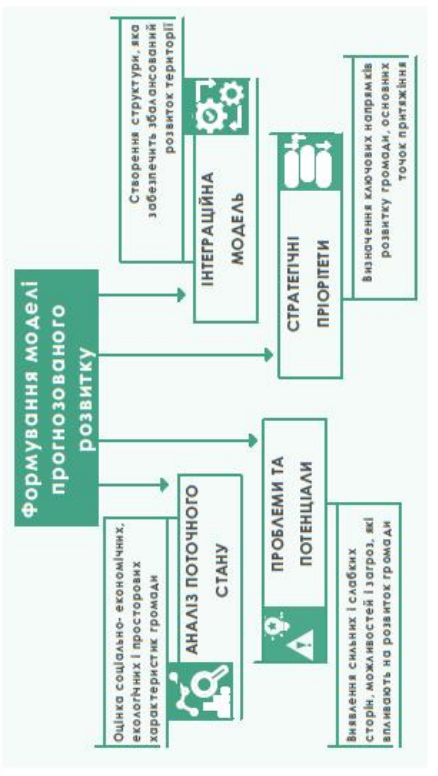 Формування моделі
прогнозованого
розвитку
Оцінка соціально- економічних,
екологічних і просторових
характеристик громади
АНАЛІЗ ПОТОЧНОГО
СТАНУ
ПРОБЛЕМИ ТА
ПОТЕНЦІАЛИ
Виявлення сильних і слабких
сторін, можливостей і загроз, які
впливають на розвиток громади
Створення структури, яка
забезпечить збалансований
розвиток території
ІНТЕГРАЦІЙНА
МОДЕЛЬ
СТРАТЕГІЧНІ
ПРІОРІТЕТИ
Визначення ключових напрямків
розвитку громади, основних
точок притяжіння